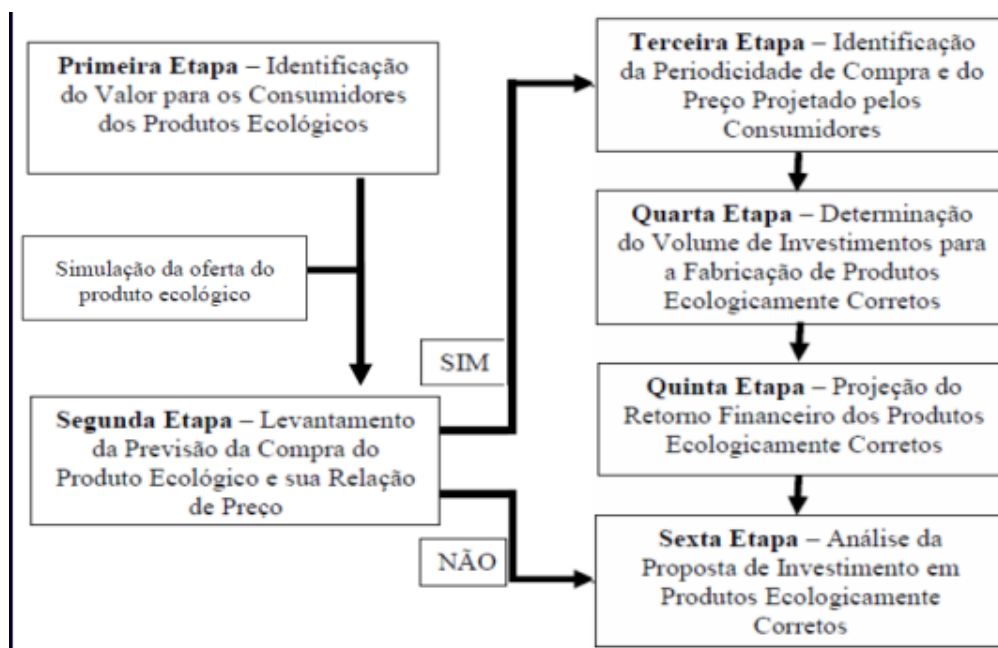 Primeira Etapa – Identificação
do Valor para os Consumidores
dos Produtos Ecológicos
Simulação da oferta do
produto ecológico
Segunda Etapa – Levantamento
da Previsão da Compra do
Produto Ecológico e sua Relação
de Preço
SIM
NÃO
Terceira Etapa – Identificação
da Periodicidade de Compra e do
Preço Projetado pelos
Consumidores
Quarta Etapa – Determinação
do Volume de Investimentos para
a Fabricação de Produtos
Ecologicamente Corretos
Quinta Etapa – Projeção do
Retorno Financeiro dos Produtos
Ecologicamente Corretos
Sexta Etapa – Análise da
Proposta de Investimento em
Produtos Ecologicamente
Corretos